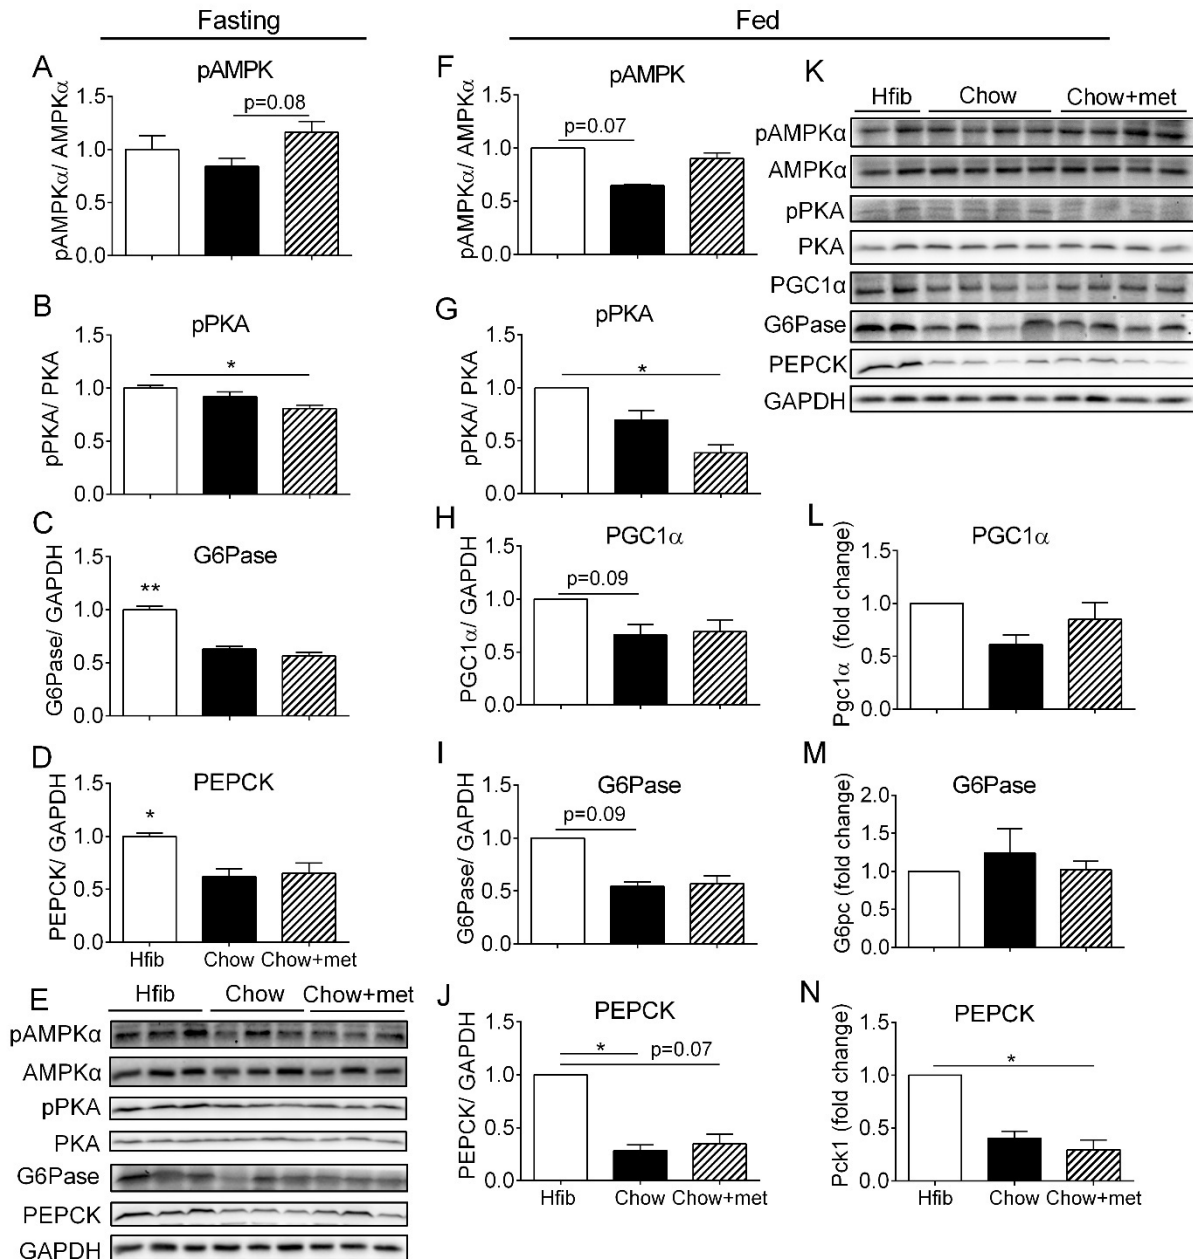 Fasting
Fed
A
pAMPK
p=0.08
pAMPKα/ AMPKα
1.5
1.0
0.5
0.0
B
pPKA
*
pPKA/ PKA
1.5
1.0
0.5
0.0
C
G6Pase
**
G6Pase/ GAPDH
1.5
1.0
0.5
0.0
D
PEPCK
*
PEPCK/ GAPDH
1.5
1.0
0.5
0.0
Hfib Chow Chow+met
E
Hfib Chow Chow+met
pAMPKα
AMPKα
pPKA
PKA
G6Pase
PEPCK
GAPDH
F
pAMPK
p=0.07
pAMPKα/ AMPKα
1.5
1.0
0.5
0.0
G
pPKA
*
pPKA/ PKA
1.5
1.0
0.5
0.0
H
PGC1α
p=0.09
PGC1α/ GAPDH
1.5
1.0
0.5
0.0
I
G6Pase
p=0.09
G6Pase/ GAPDH
1.5
1.0
0.5
0.0
J
PEPCK
* p=0.07
PEPCK/ GAPDH
1.5
1.0
0.5
0.0
Hfib Chow Chow+met
K
Hfib Chow Chow+met
pAMPKα
AMPKα
pPKA
PKA
PGC1α
G6Pase
PEPCK
GAPDH
L
PGC1α
Pgc1α (fold change)
1.5
1.0
0.5
0.0
M
G6Pase
G6pc (fold change)
2.0
1.5
1.0
0.5
0.0
N
PEPCK
*
Pck1 (fold change)
1.5
1.0
0.5
0.0
Hfib Chow Chow+met